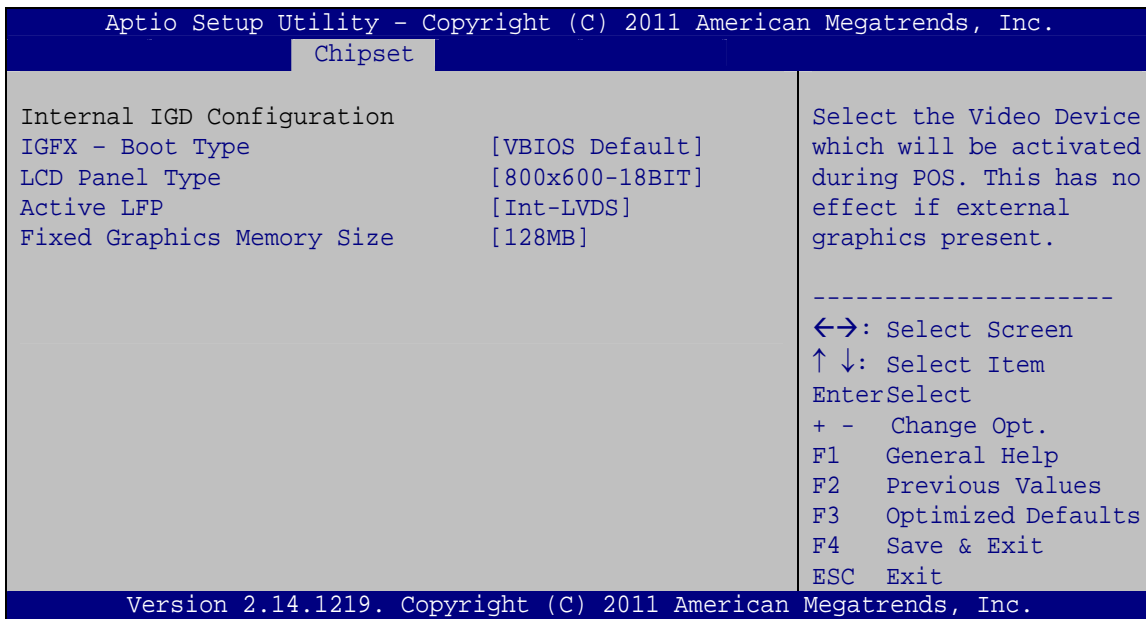 Aptio Setup Utility – Copyright (C) 2011 American Megatrends, Inc.
Chipset
Internal IGD Configuration
IGFX – Boot Type [VBIOS Default]
LCD Panel Type [800x600-18BIT]
Active LFP [Int-LVDS]
Fixed Graphics Memory Size [128MB]
Select the Video Device
which will be activated
during POS. This has no
effect if external
graphics present.
---------------------
←→: Select Screen
↑ ↓: Select Item
EnterSelect
+ - Change Opt.
F1 General Help
F2 Previous Values
F3 Optimized Defaults
F4 Save & Exit
ESC Exit
Version 2.14.1219. Copyright (C) 2011 American Megatrends, Inc.